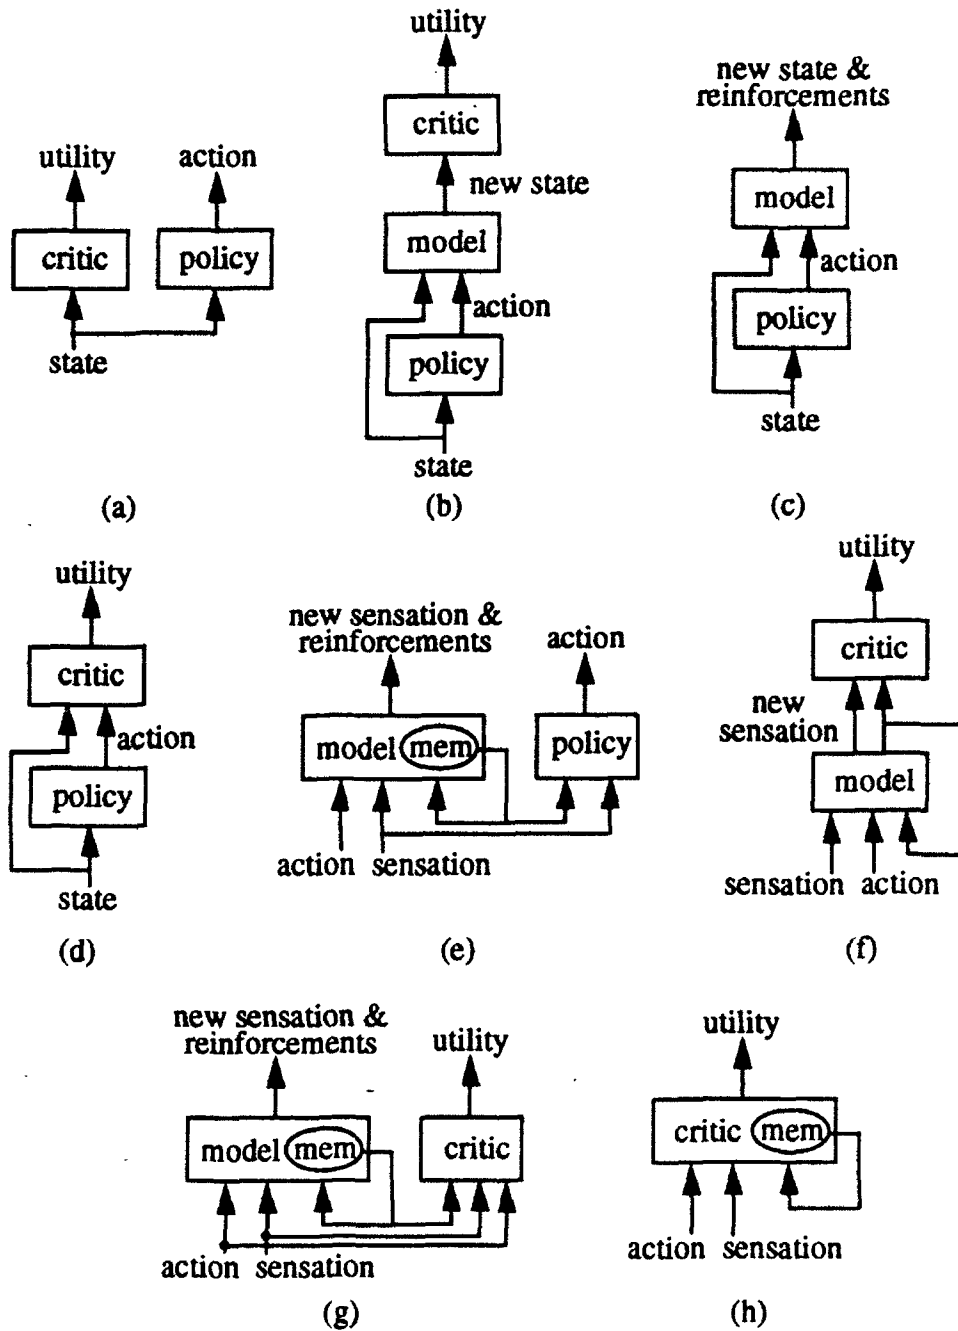 utility
critic
new state
model
action
policy
state
(b)
utility
action
critic
policy
state
(a)
new state &
reinforcements
model
action
policy
state
(c)
utility
critic
action
policy
state
(d)
new sensation &
reinforcements
action
model mem
policy
action sensation
(e)
utility
critic
new
sensation
model
sensation action
(f)
new sensation &
reinforcements
utility
model mem
critic
action sensation
(g)
utility
critic mem
action sensation
(h)